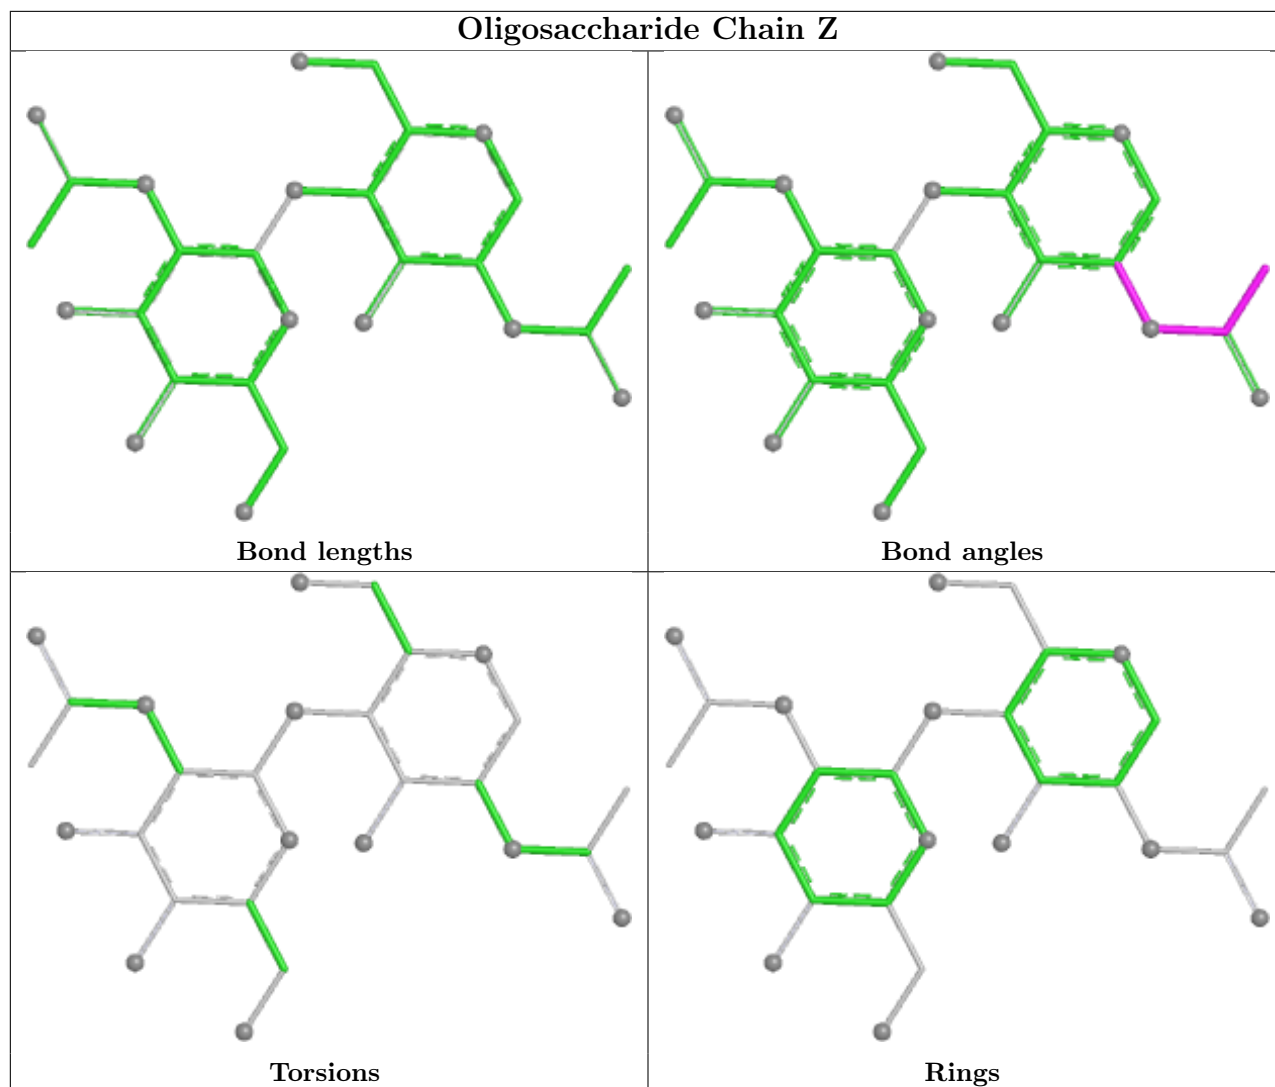 Oligosaccharide Chain Z
Bond lengths
Bond angles
Torsions
Rings